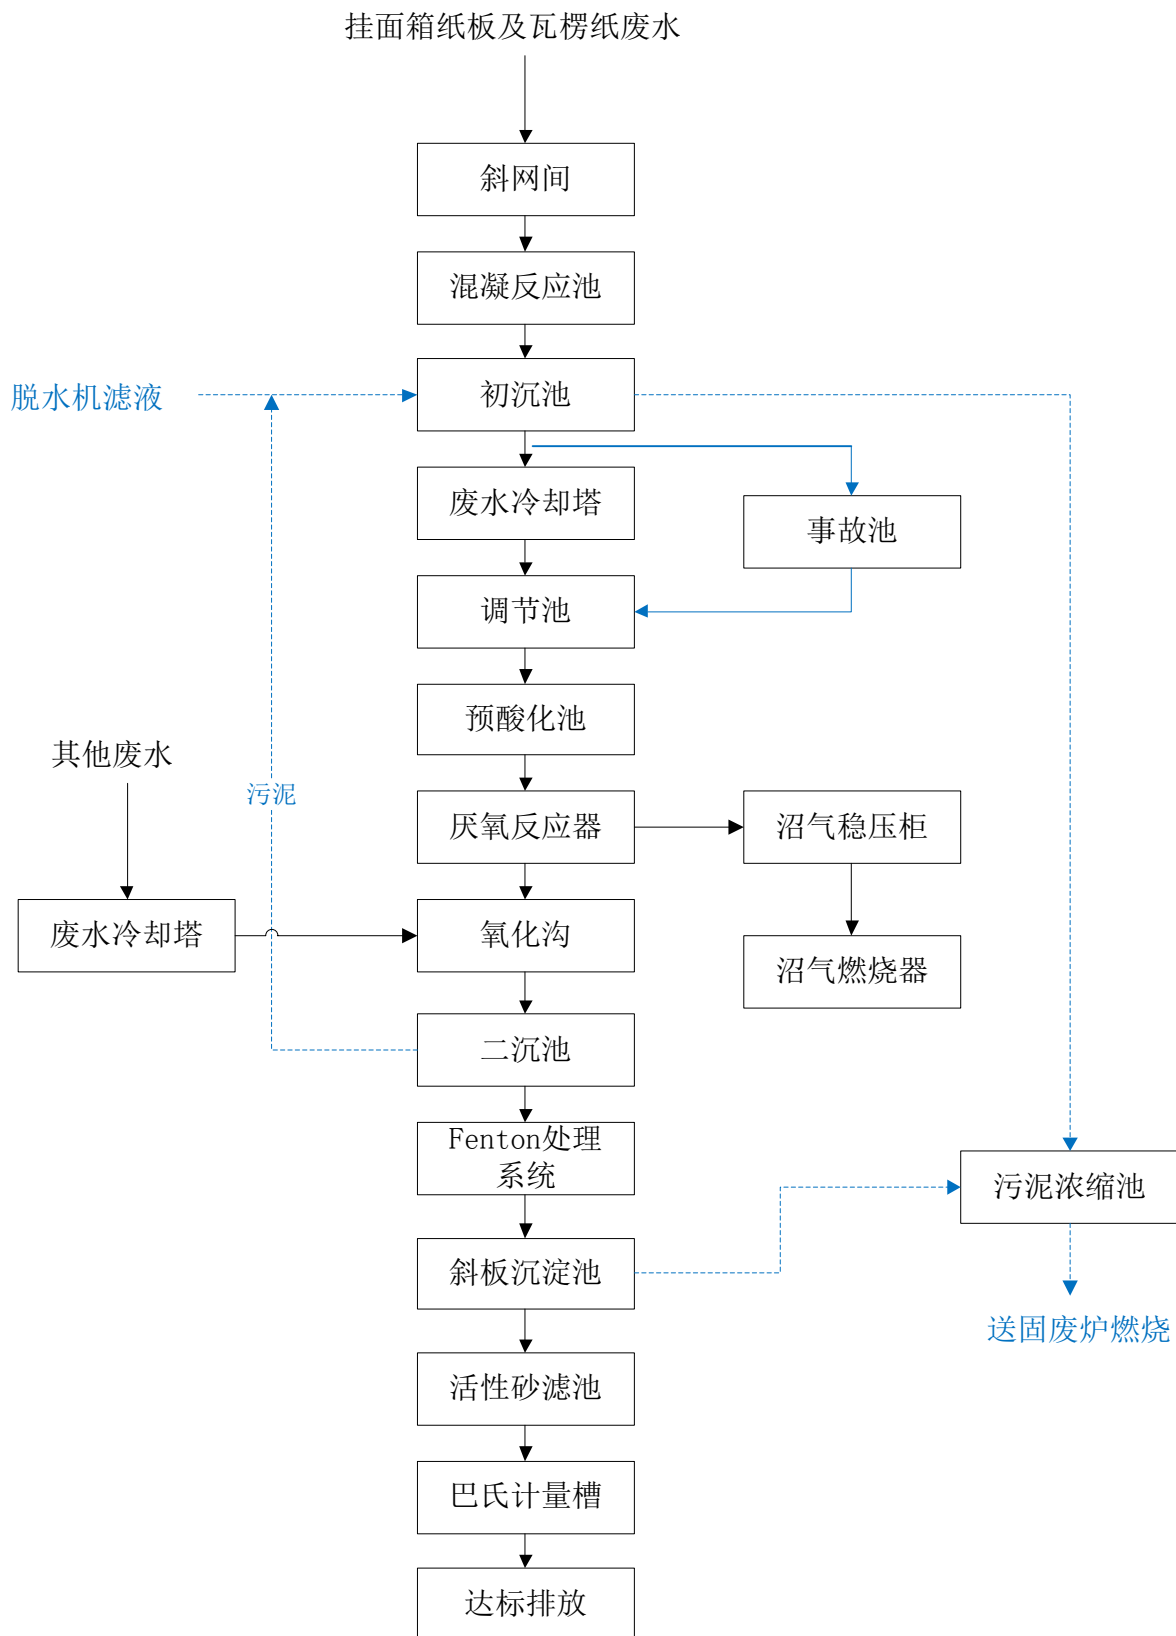 挂面箱纸板及瓦楞纸废水
斜网间
混凝反应池
脱水机滤液
初沉池
废水冷却塔
事故池
调节池
预酸化池
其他废水
污泥
厌氧反应器
沼气稳压柜
废水冷却塔
氧化沟
沼气燃烧器
二沉池
Fenton处理
系统
污泥浓缩池
斜板沉淀池
送固废炉燃烧
活性砂滤池
巴氏计量槽
达标排放